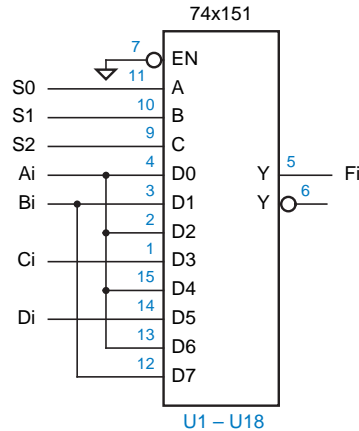 74x151
7 EN
11
S0 A
10
S1 B
9
S2 C
4 5
Ai D0 Y Fi
3 6
Bi D1 Y
2
D2
1
Ci D3
15
D4
14
Di D5
13
D6
12
D7
U1 – U18